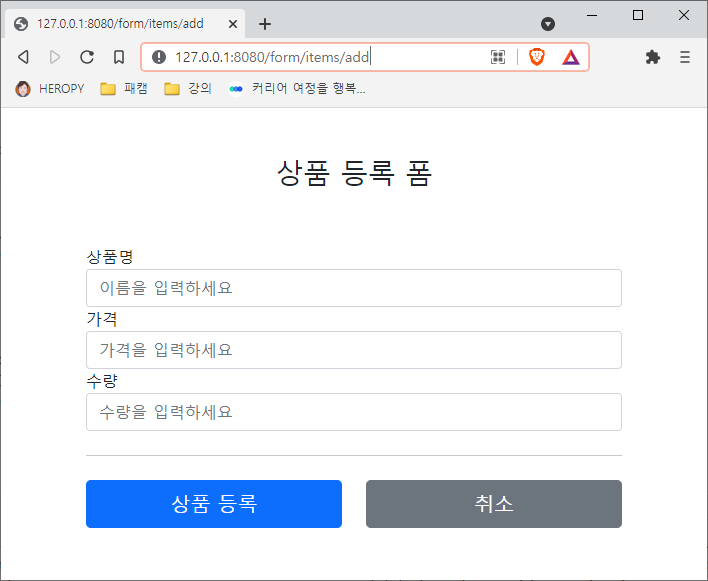 127.0.0.1:8080/form/items/add
127.0.0.1:8080/form/items/add
HEROPY 패캠 강의 커리어 여정을 행복...
상품 등록 폼
상품명
이름을 입력하세요
가격
가격을 입력하세요
수량
수량을 입력하세요
상품 등록 취소